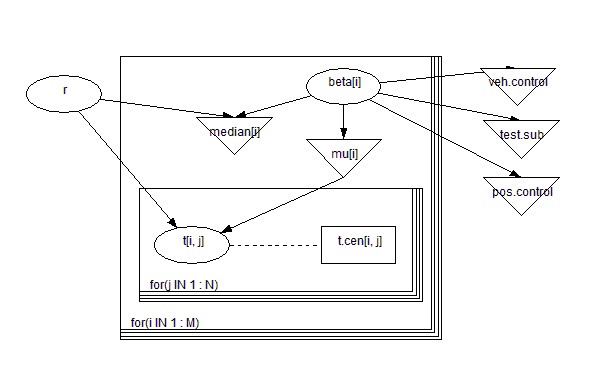 r
beta[i]
veh.control
median[i]
test.sub
mu[i]
pos.control
t[i, j]
t.cen[i, j]
for(j IN 1 : N)
for(i IN 1 : M)